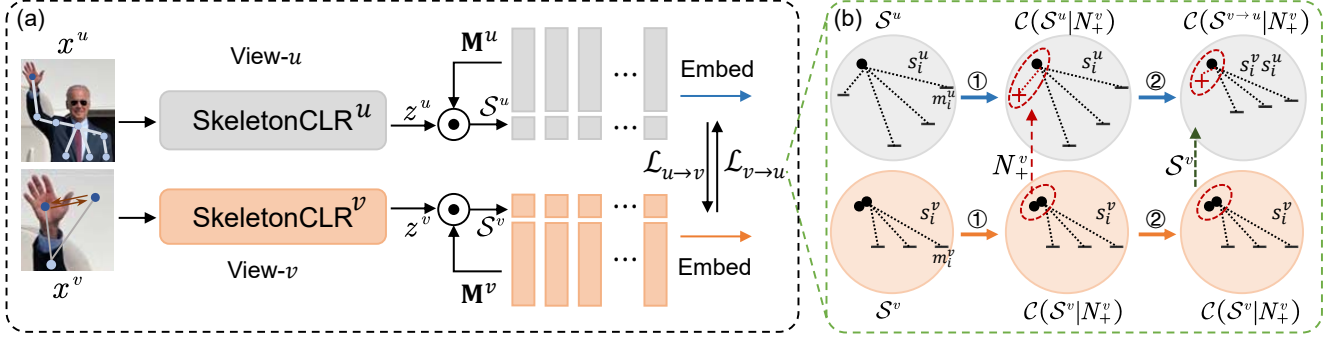 (a)
x^u
View-u
SkeletonCLR^u
z^u
M^u
S^u
...
Embed
L_{u→v}
L_{v→u}
x^v
View-v
SkeletonCLR^v
z^v
M^v
S^v
...
Embed
(b)
S^u
C(S^u|N_+^v)
C(S^{v→u}|N_+^v)
m_i^u
①
s_i^u
+
②
s_i^v s_i^u
+
N_+^v
S^v
s_i^v
m_i^v
①
s_i^v
②
s_i^v
S^v
C(S^v|N_+^v)
C(S^v|N_+^v)